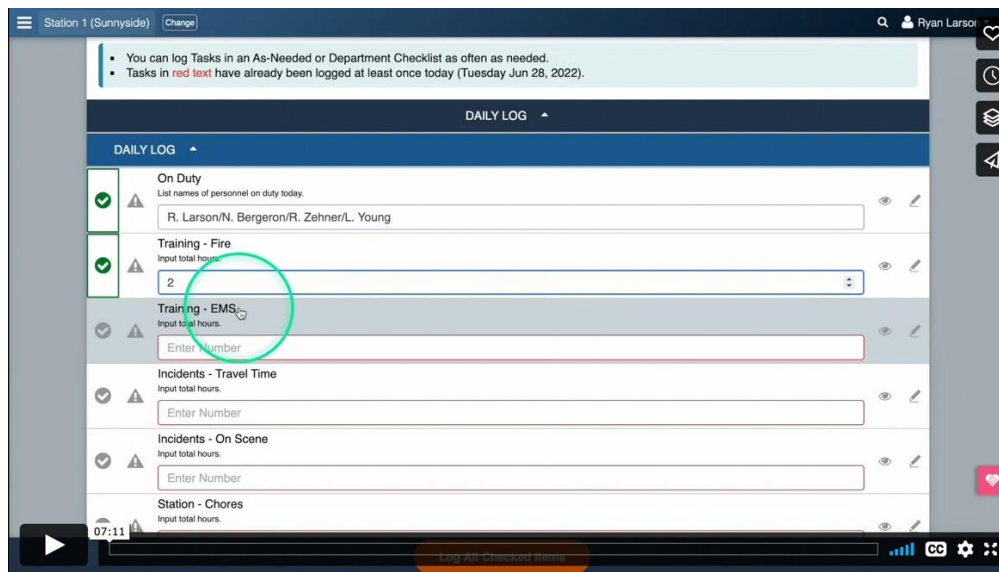 Station 1 (Sunnyside) Change Ryan Larson
You can log Tasks in an As-Needed or Department Checklist as often as needed.
Tasks in red text have already been logged at least once today (Tuesday Jun 28, 2022).
DAILY LOG
DAILY LOG
On Duty
List names of personnel on duty today.
R. Larson/N. Bergeron/R. Zehner/L. Young
Training - Fire
Input total hours.
2
Training - EMS
Input total hours.
Enter Number
Incidents - Travel Time
Input total hours.
Enter Number
Incidents - On Scene
Input total hours.
Enter Number
Station - Chores
Input total hours.
07:11
Log All Checked Items
CC